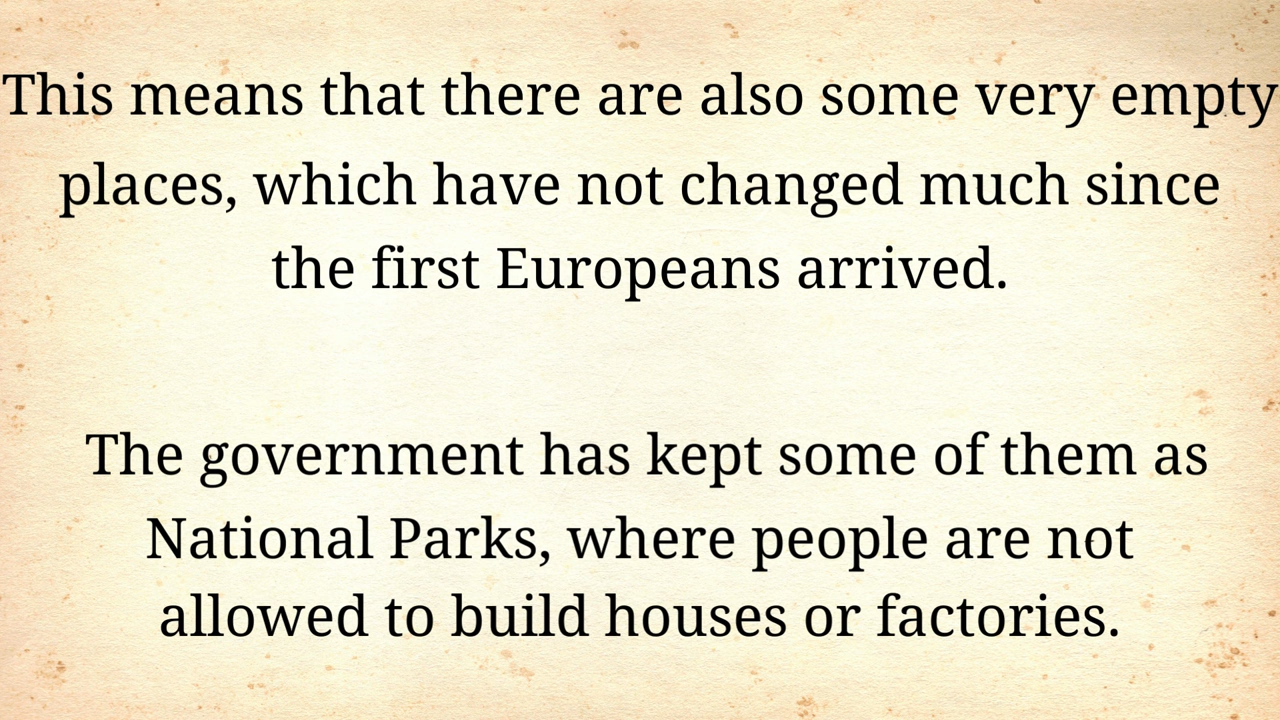 This means that there are also some very empty
places, which have not changed much since
the first Europeans arrived.
The government has kept some of them as
National Parks, where people are not
allowed to build houses or factories.